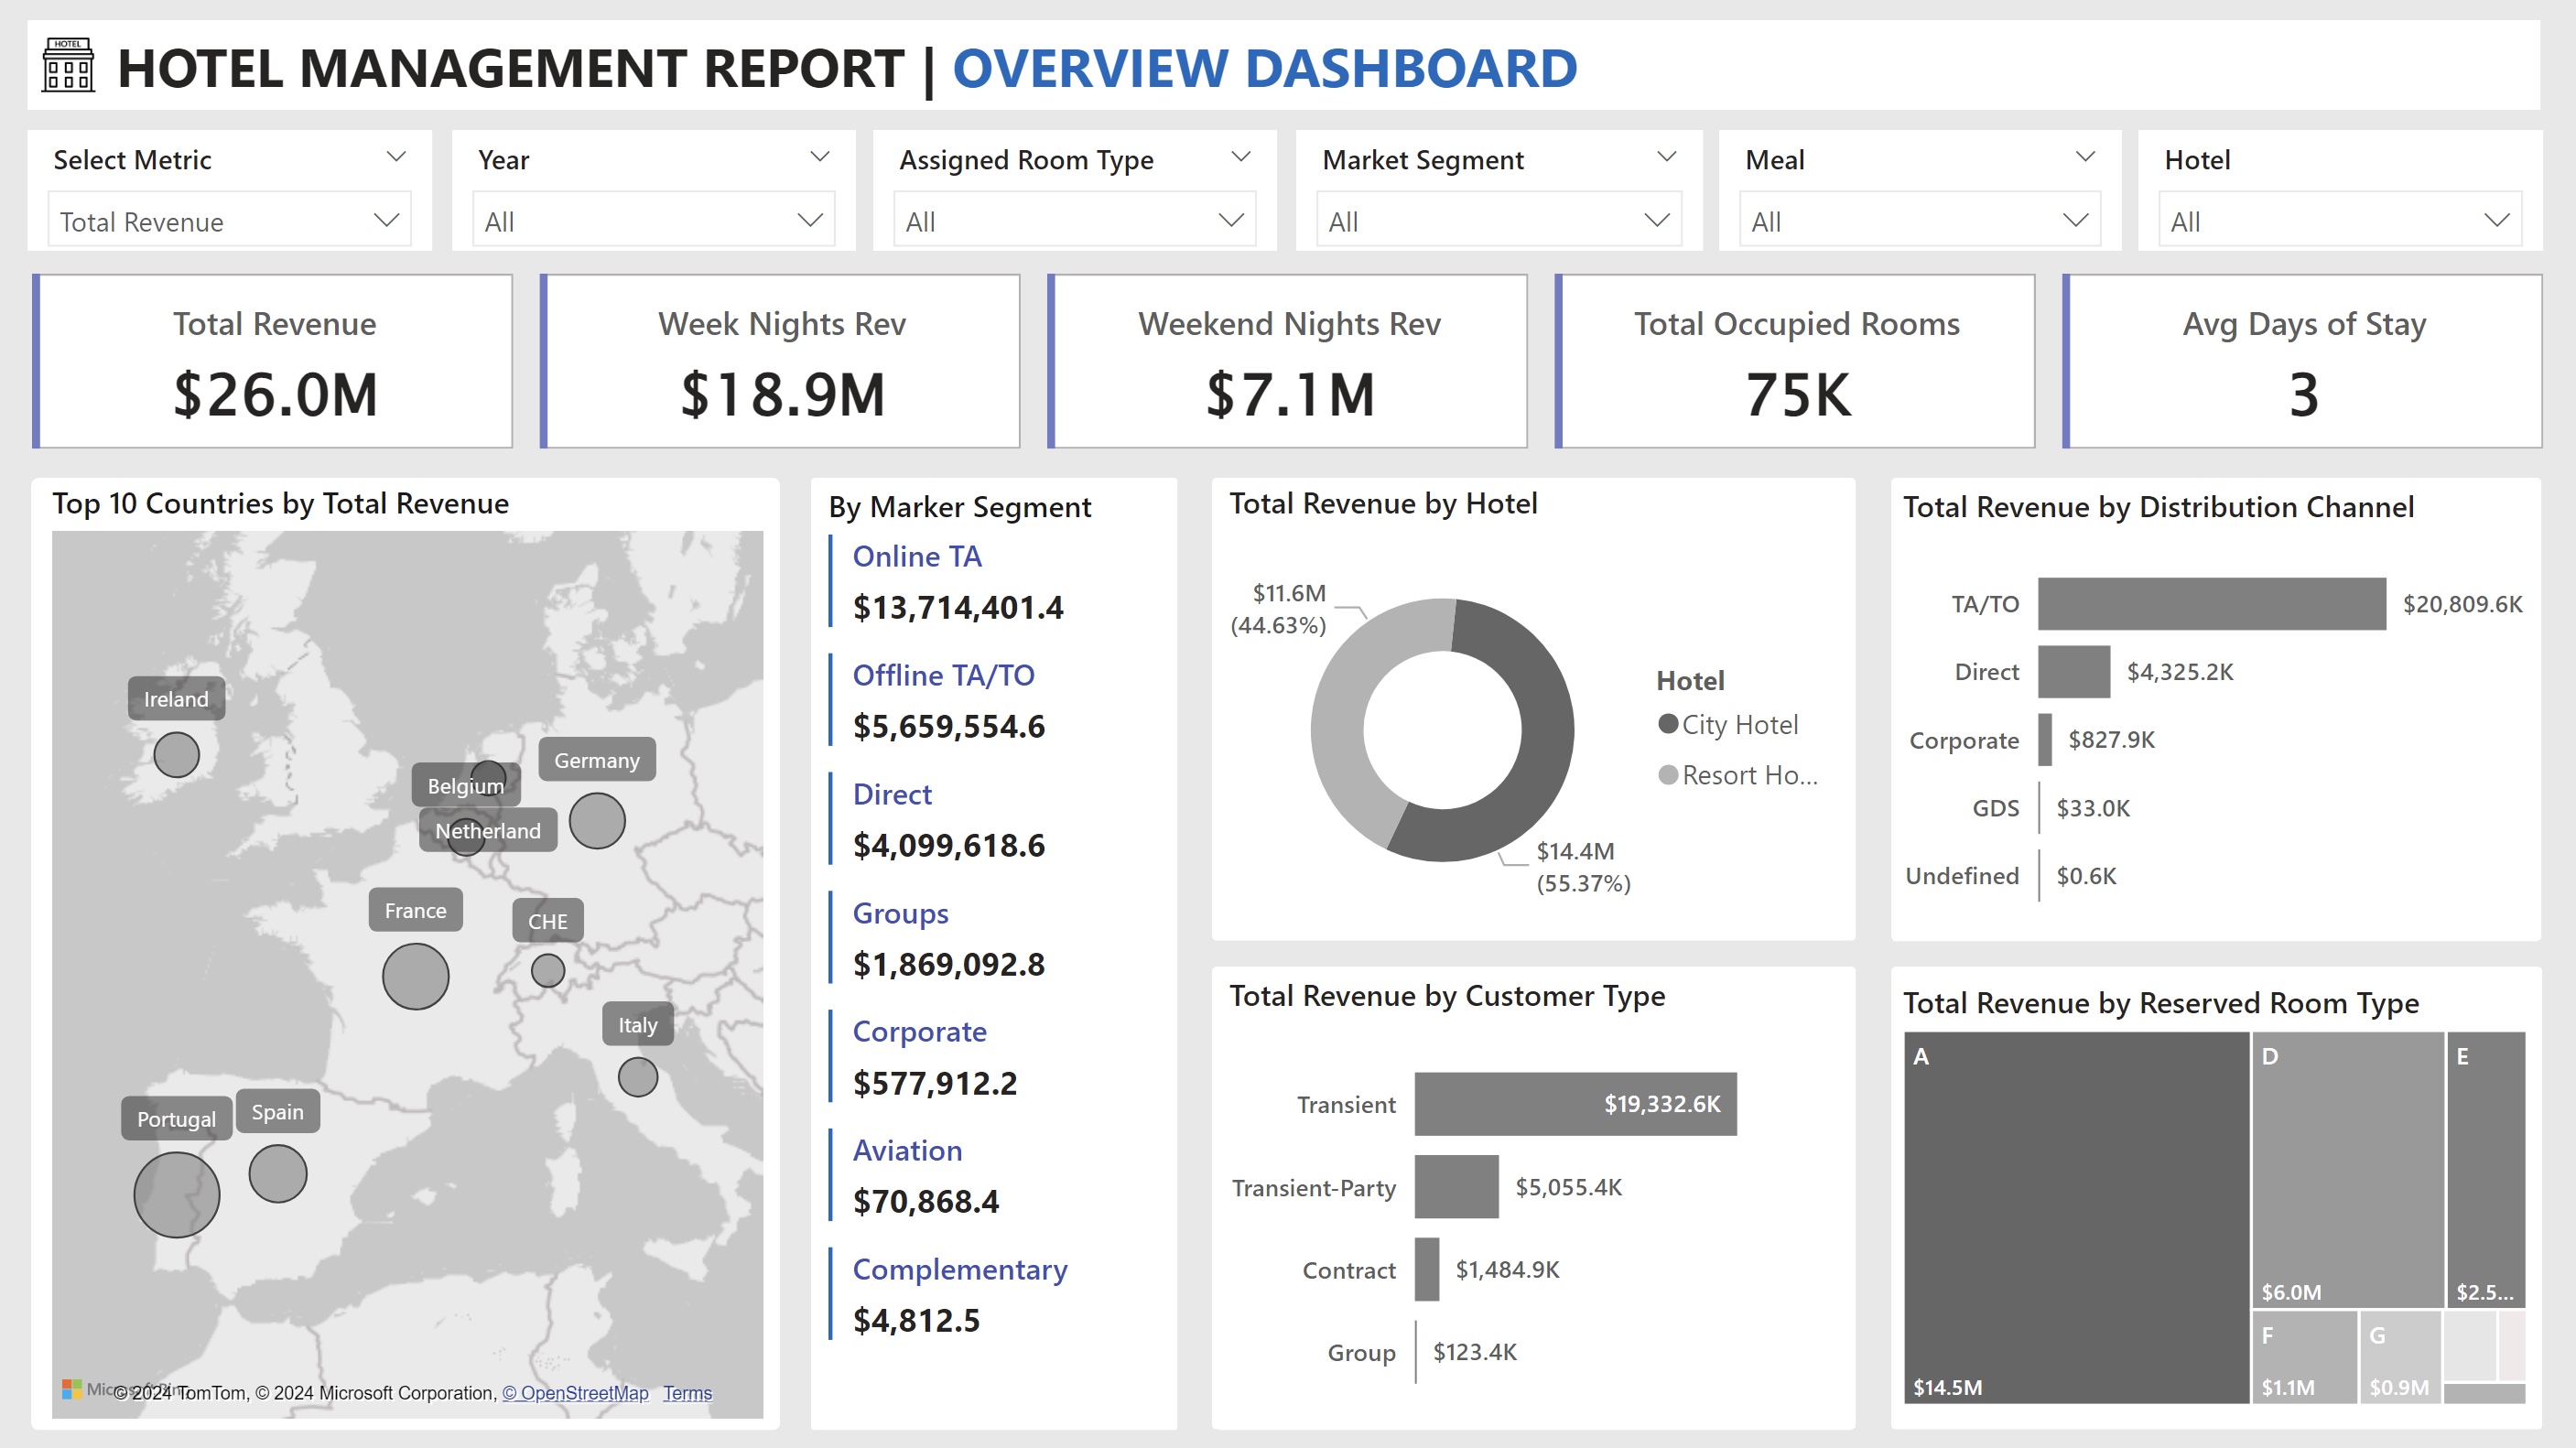 HOTEL
HOTEL MANAGEMENT REPORT | OVERVIEW DASHBOARD
Select Metric
Total Revenue
Year
All
Assigned Room Type
All
Market Segment
All
Meal
All
Hotel
All
Total Revenue
$26.0M
Week Nights Rev
$18.9M
Weekend Nights Rev
$7.1M
Total Occupied Rooms
75K
Avg Days of Stay
3
Top 10 Countries by Total Revenue
Ireland
Germany
Belgium
Netherland
France
CHE
Italy
Portugal
Spain
© 2024 TomTom, © 2024 Microsoft Corporation, © OpenStreetMap Terms
By Marker Segment
Online TA
$13,714,401.4
Offline TA/TO
$5,659,554.6
Direct
$4,099,618.6
Groups
$1,869,092.8
Corporate
$577,912.2
Aviation
$70,868.4
Complementary
$4,812.5
Total Revenue by Hotel
$11.6M
(44.63%)
$14.4M
(55.37%)
Hotel
City Hotel
Resort Ho...
Total Revenue by Distribution Channel
TA/TO $20,809.6K
Direct $4,325.2K
Corporate $827.9K
GDS $33.0K
Undefined $0.6K
Total Revenue by Customer Type
Transient $19,332.6K
Transient-Party $5,055.4K
Contract $1,484.9K
Group $123.4K
Total Revenue by Reserved Room Type
A
$14.5M
D
$6.0M
E
$2.5...
F
$1.1M
G
$0.9M